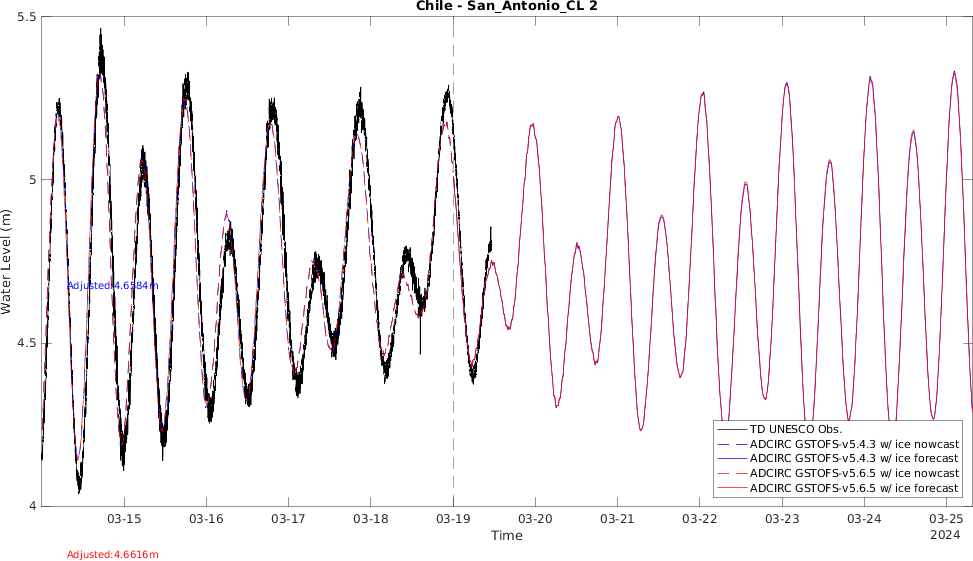 Chile - San_Antonio_CL 2
5.5
5
4.5
4
Water Level (m)
Adjusted:4.6584m
TD UNESCO Obs.
ADCIRC GSTOFS-v5.4.3 w/ ice nowcast
ADCIRC GSTOFS-v5.4.3 w/ ice forecast
ADCIRC GSTOFS-v5.6.5 w/ ice nowcast
ADCIRC GSTOFS-v5.6.5 w/ ice forecast
03-15 03-16 03-17 03-18 03-19 03-20 03-21 03-22 03-23 03-24 03-25
Time
2024
Adjusted:4.6616m